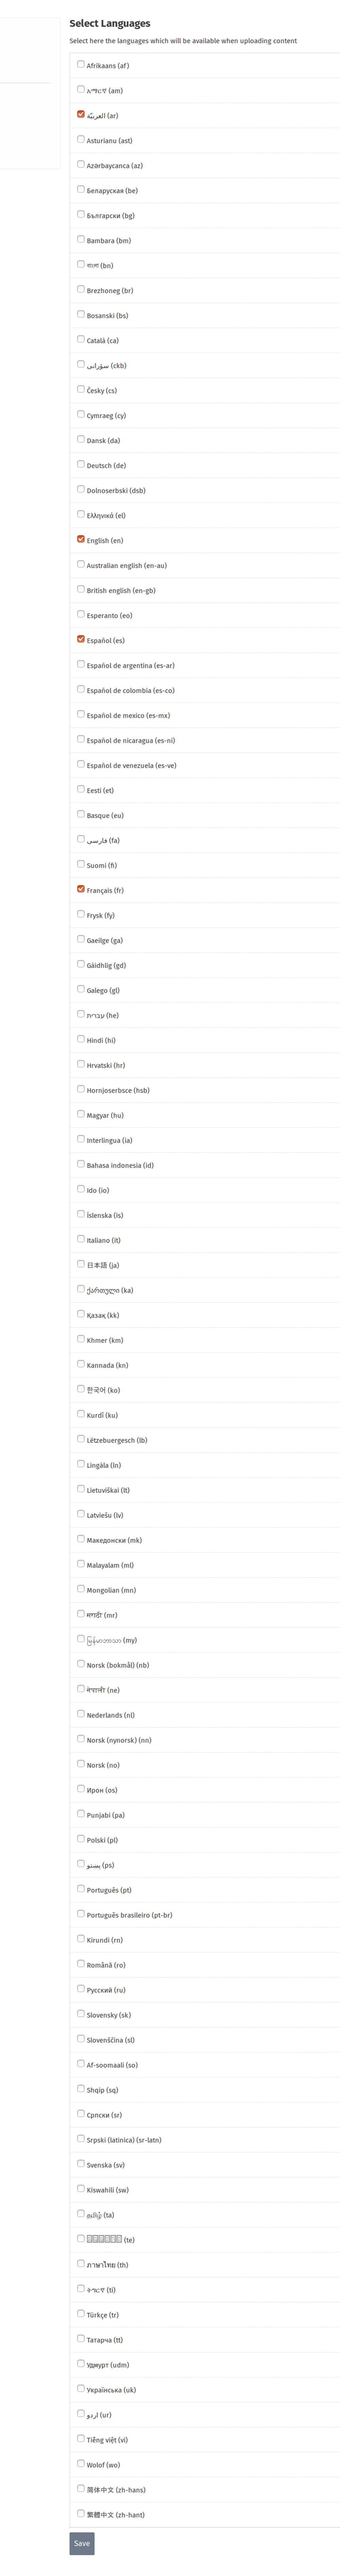 Select Languages
Select here the languages which will be available when uploading content
Afrikaans (af)
አማርኛ (am)
العربيّة (ar)
Asturianu (ast)
Azərbaycanca (az)
Беларуская (be)
Български (bg)
Bambara (bm)
বাংলা (bn)
Brezhoneg (br)
Bosanski (bs)
Català (ca)
سۆرانی (ckb)
Česky (cs)
Cymraeg (cy)
Dansk (da)
Deutsch (de)
Dolnoserbski (dsb)
Ελληνικά (el)
English (en)
Australian english (en-au)
British english (en-gb)
Esperanto (eo)
Español (es)
Español de argentina (es-ar)
Español de colombia (es-co)
Español de mexico (es-mx)
Español de nicaragua (es-ni)
Español de venezuela (es-ve)
Eesti (et)
Basque (eu)
فارسی (fa)
Suomi (fi)
Français (fr)
Frysk (fy)
Gaeilge (ga)
Gàidhlig (gd)
Galego (gl)
עברית (he)
Hindi (hi)
Hrvatski (hr)
Hornjoserbsce (hsb)
Magyar (hu)
Interlingua (ia)
Bahasa indonesia (id)
Ido (io)
Íslenska (is)
Italiano (it)
日本語 (ja)
ქართული (ka)
Қазақ (kk)
Khmer (km)
Kannada (kn)
한국어 (ko)
Kurdî (ku)
Lëtzebuergesch (lb)
Lingála (ln)
Lietuviškai (lt)
Latviešu (lv)
Македонски (mk)
Malayalam (ml)
Mongolian (mn)
मराठी (mr)
မြန်မာဘာသာ (my)
Norsk (bokmål) (nb)
नेपाली (ne)
Nederlands (nl)
Norsk (nynorsk) (nn)
Norsk (no)
Ирон (os)
Punjabi (pa)
Polski (pl)
پښتو (ps)
Português (pt)
Português brasileiro (pt-br)
Kirundi (rn)
Română (ro)
Русский (ru)
Slovensky (sk)
Slovenščina (sl)
Af-soomaali (so)
Shqip (sq)
Српски (sr)
Srpski (latinica) (sr-latn)
Svenska (sv)
Kiswahili (sw)
தமிழ் (ta)
(te)
ภาษาไทย (th)
ትግርኛ (ti)
Türkçe (tr)
Татарча (tt)
Удмурт (udm)
Українська (uk)
اردو (ur)
Tiếng việt (vi)
Wolof (wo)
简体中文 (zh-hans)
繁體中文 (zh-hant)
Save